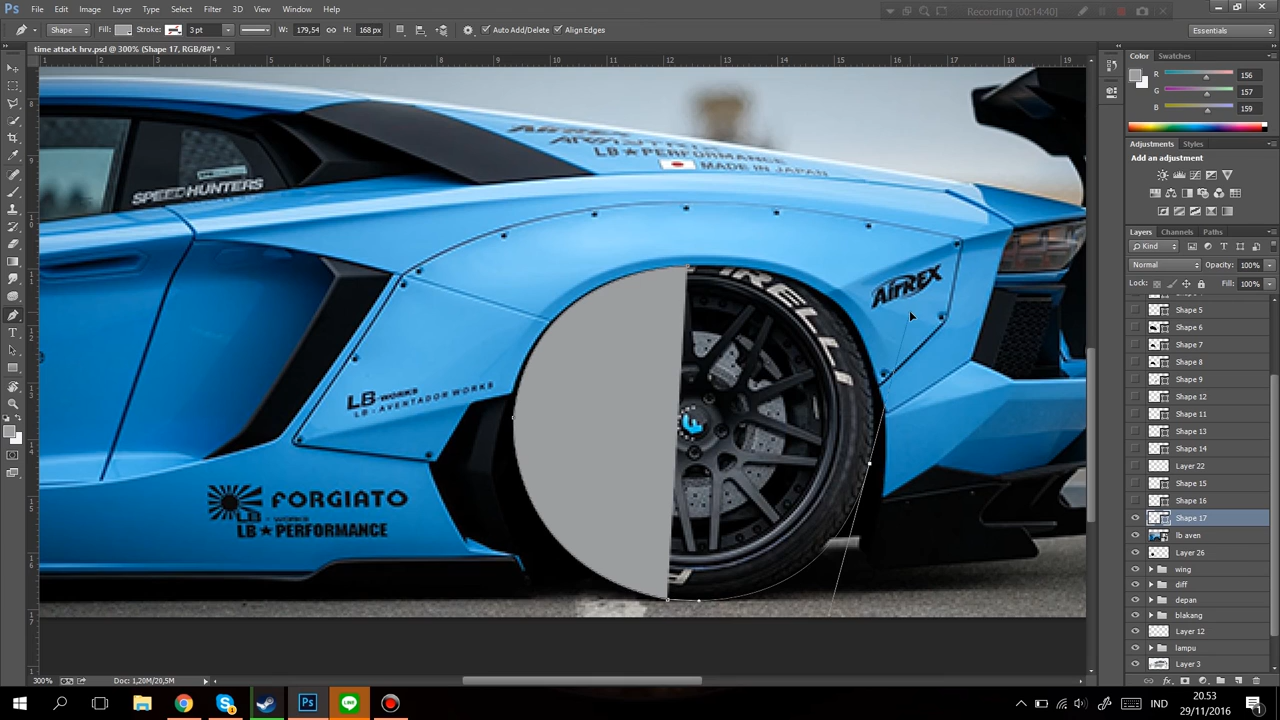 Ps File Edit Image Layer Type Select Filter 3D View Window Help
Recording [00:14:40]
Shape Fill: Stroke: 3 pt W: 179,54 H: 168 px Auto Add/Delete Align Edges Essentials
time attack hrv.psd @ 300% (Shape 17, RGB/8#) * ×
Color Swatches
R 156
G 157
B 159
Adjustments Styles
Add an adjustment
Layers Channels Paths
Kind
Normal Opacity: 100%
Lock: Fill: 100%
Shape 5
Shape 6
Shape 7
Shape 8
Shape 9
Shape 12
Shape 11
Shape 13
Shape 14
Layer 22
Shape 15
Shape 16
Shape 17
lb aven
Layer 26
wing
diff
depan
blakang
Layer 12
lampu
Layer 3
LB★PERFORMANCE
MADE IN JAPAN
SPEEDHUNTERS
AirREX
LB-WORKS
LB-AVENTADOR WORKS
FORGIATO
LB-WORKS
LB★PERFORMANCE
300% Doc: 1,20M/20,5M
Ps LINE IND 20.53
29/11/2016